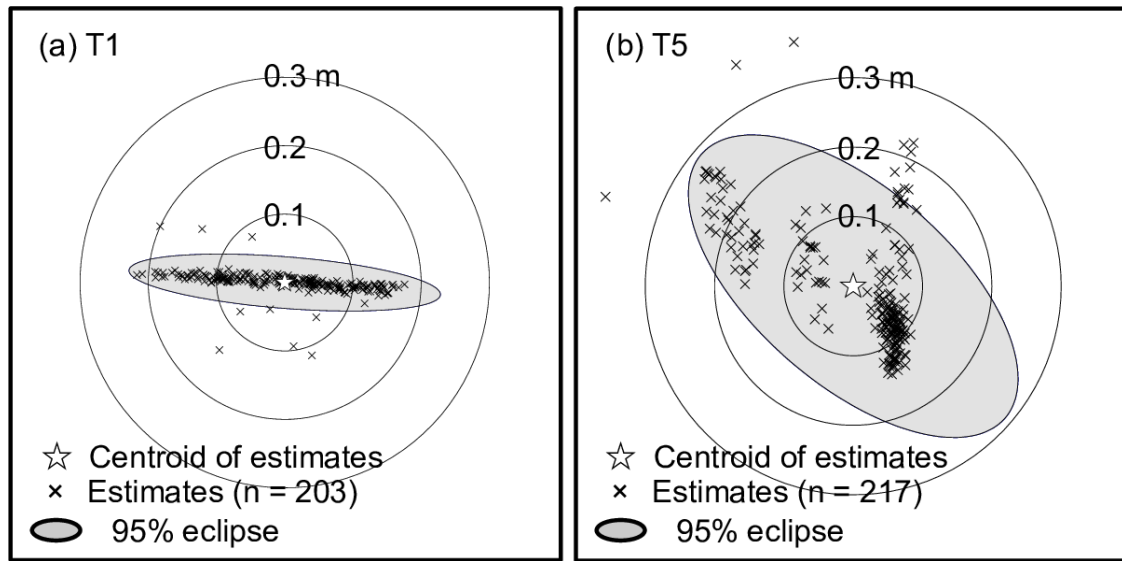 (a) T1
0.3 m
0.2
0.1
Centroid of estimates
Estimates (n = 203)
95% eclipse
(b) T5
0.3 m
0.2
0.1
Centroid of estimates
Estimates (n = 217)
95% eclipse